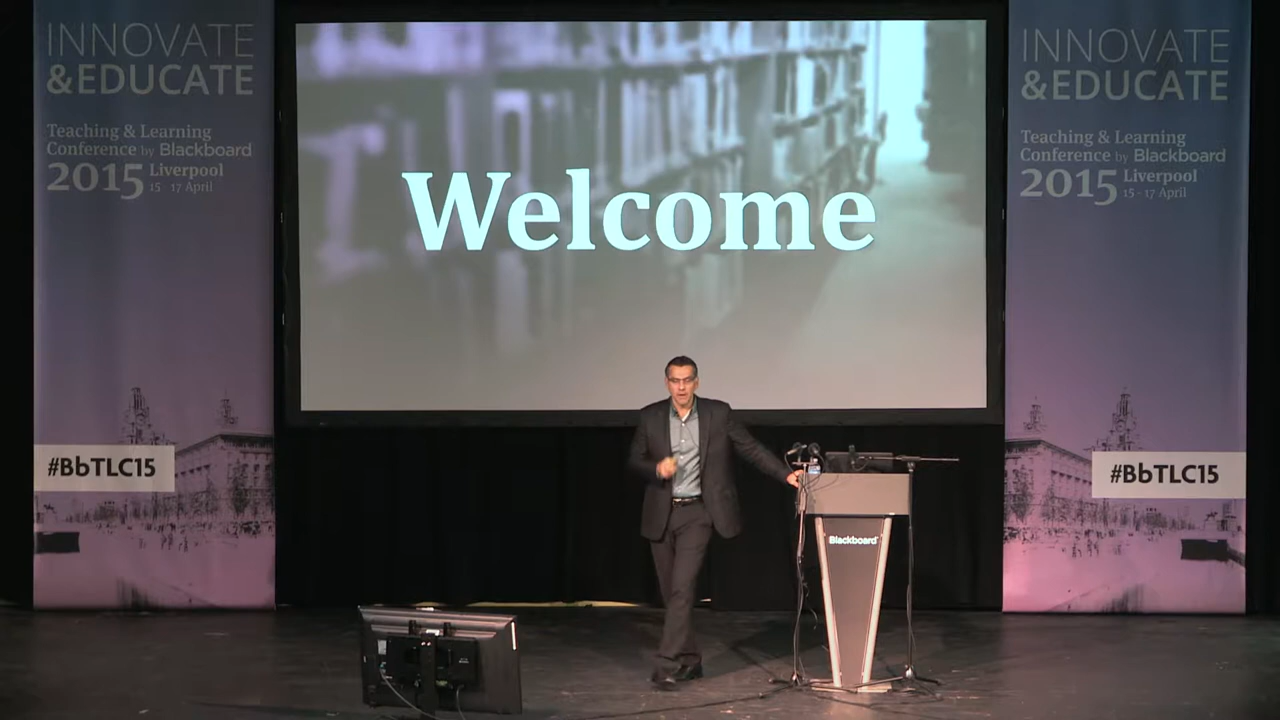 INNOVATE
&EDUCATE
Teaching & Learning
Conference by Blackboard
2015 Liverpool
15 - 17 April
#BbTLC15
Welcome
Blackboard
INNOVATE
&EDUCATE
Teaching & Learning
Conference by Blackboard
2015 Liverpool
15 - 17 April
#BbTLC15